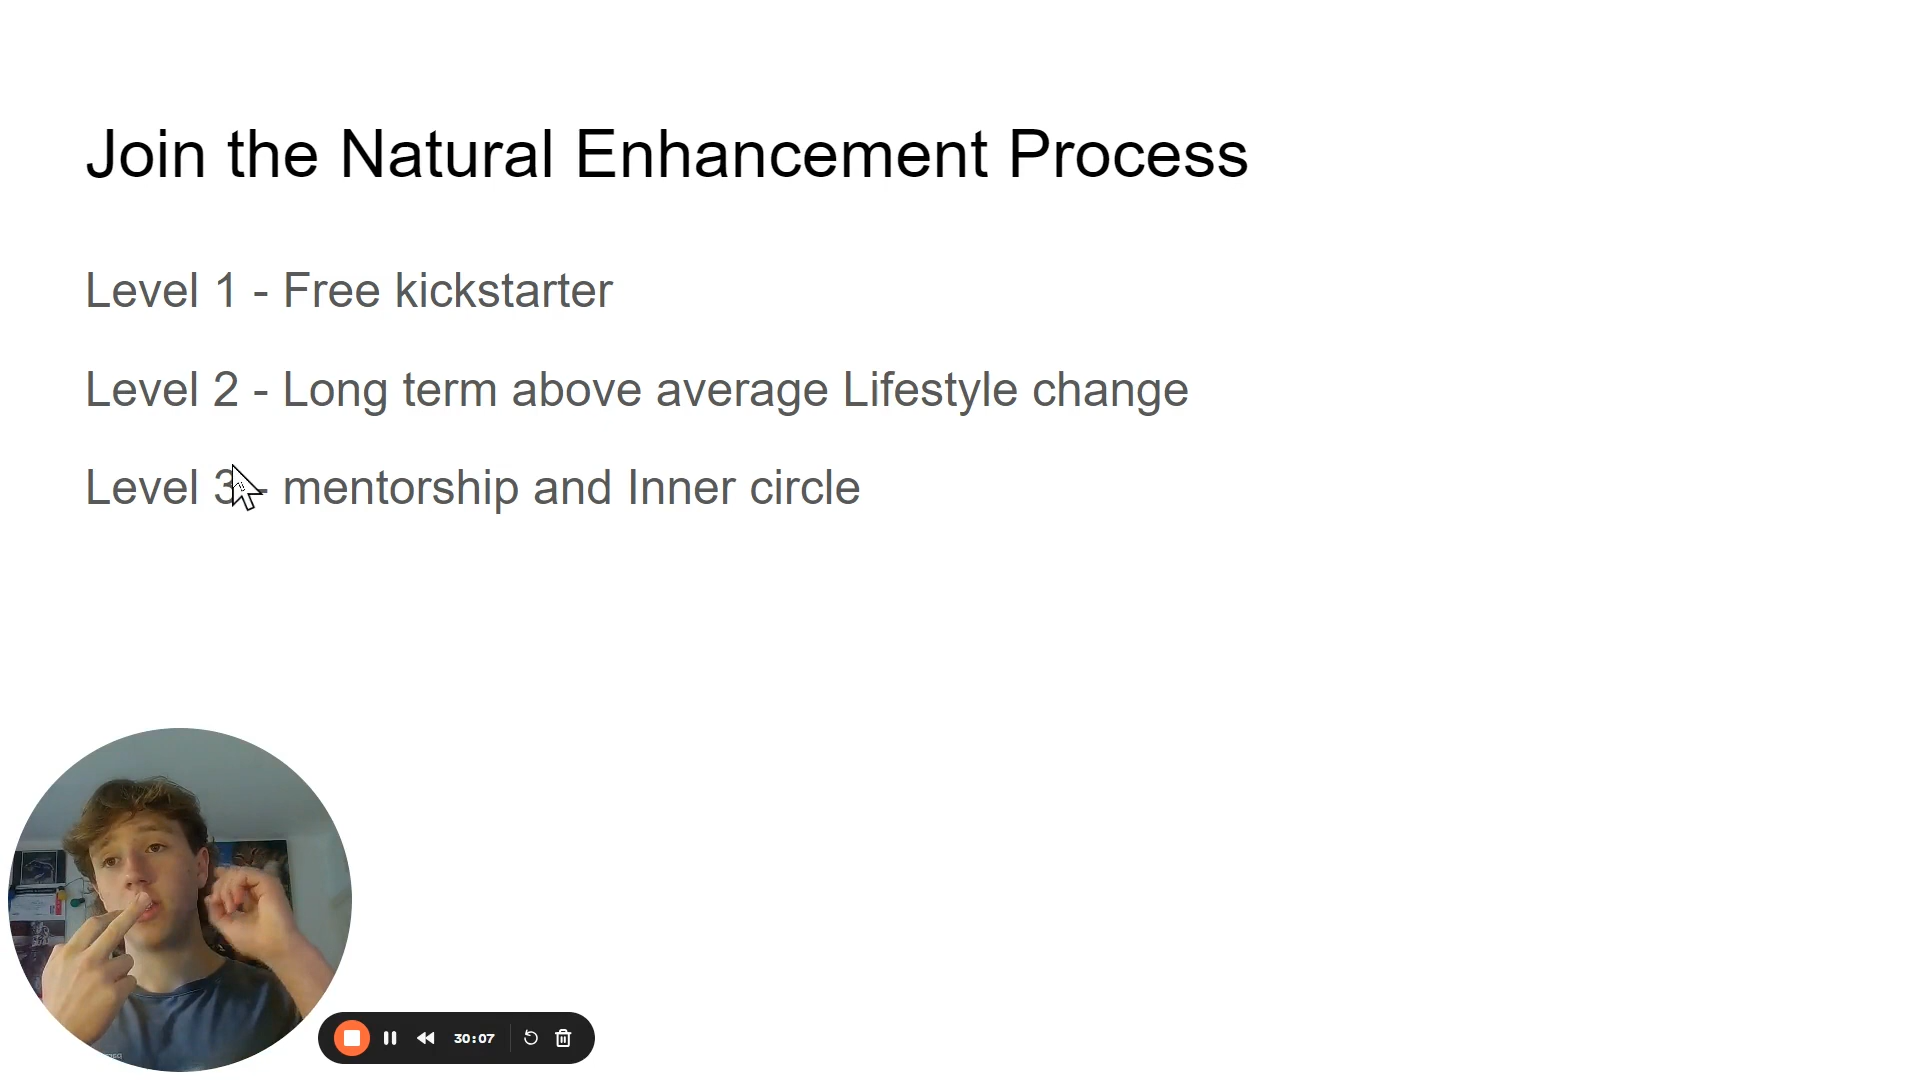 Join the Natural Enhancement Process
Level 1 - Free kickstarter
Level 2 - Long term above average Lifestyle change
Level 3 - mentorship and Inner circle
30:07